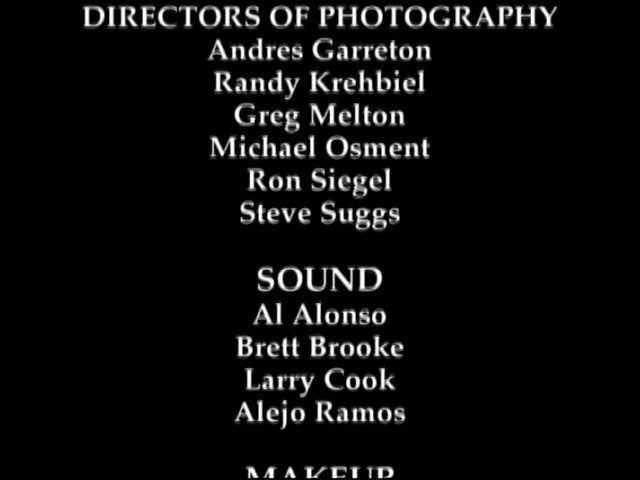 DIRECTORS OF PHOTOGRAPHY
Andres Garreton
Randy Krehbiel
Greg Melton
Michael Osment
Ron Siegel
Steve Suggs
SOUND
Al Alonso
Brett Brooke
Larry Cook
Alejo Ramos
MAKEUP